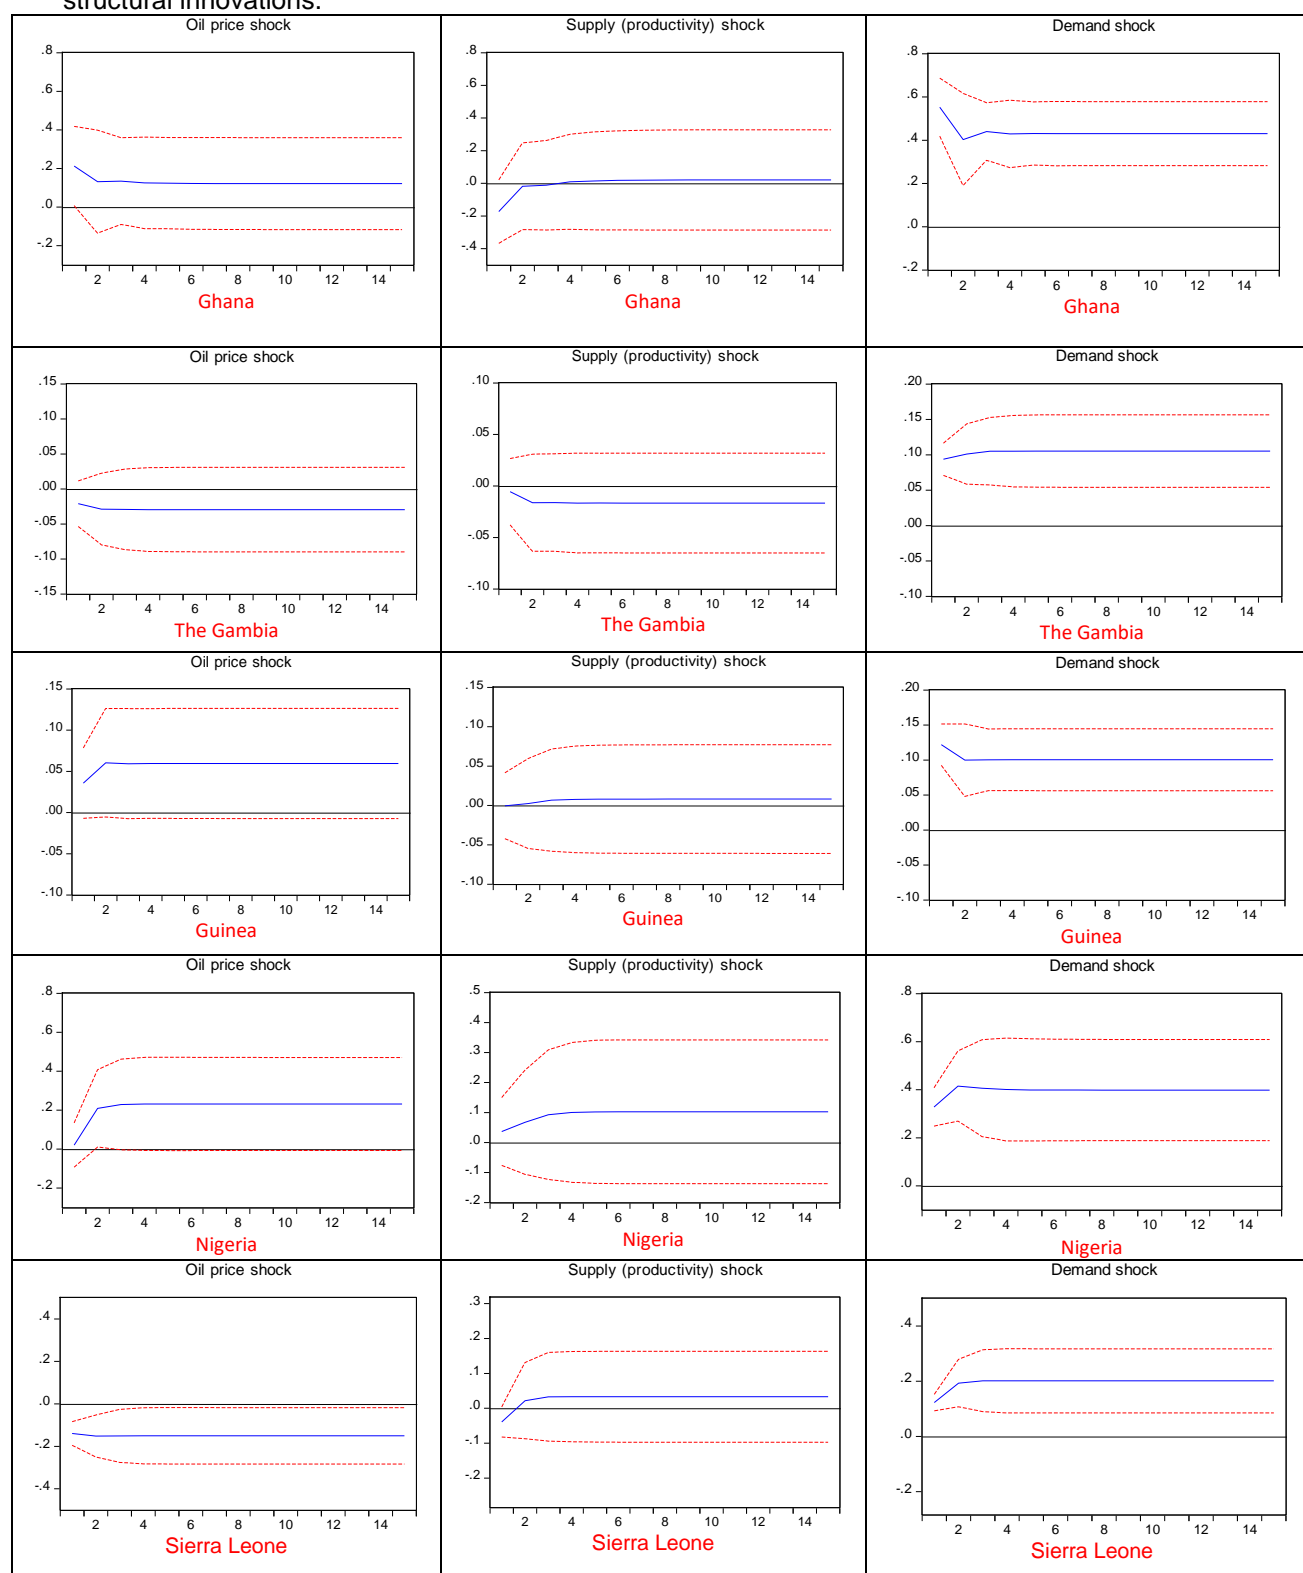 structural innovations.
Oil price shock
.8
.6
.4
.2
.0
-.2
2 4 6 8 10 12 14
Ghana
Supply (productivity) shock
.8
.6
.4
.2
.0
-.2
-.4
2 4 6 8 10 12 14
Ghana
Demand shock
.8
.6
.4
.2
.0
-.2
2 4 6 8 10 12 14
Ghana
Oil price shock
.15
.10
.05
.00
-.05
-.10
-.15
2 4 6 8 10 12 14
The Gambia
Supply (productivity) shock
.10
.05
.00
-.05
-.10
2 4 6 8 10 12 14
The Gambia
Demand shock
.20
.15
.10
.05
.00
-.05
-.10
2 4 6 8 10 12 14
The Gambia
Oil price shock
.15
.10
.05
.00
-.05
-.10
2 4 6 8 10 12 14
Guinea
Supply (productivity) shock
.15
.10
.05
.00
-.05
-.10
2 4 6 8 10 12 14
Guinea
Demand shock
.20
.15
.10
.05
.00
-.05
-.10
2 4 6 8 10 12 14
Guinea
Oil price shock
.8
.6
.4
.2
.0
-.2
2 4 6 8 10 12 14
Nigeria
Supply (productivity) shock
.5
.4
.3
.2
.1
.0
-.1
-.2
2 4 6 8 10 12 14
Nigeria
Demand shock
.8
.6
.4
.2
.0
2 4 6 8 10 12 14
Nigeria
Oil price shock
.4
.2
.0
-.2
-.4
2 4 6 8 10 12 14
Sierra Leone
Supply (productivity) shock
.3
.2
.1
.0
-.1
-.2
2 4 6 8 10 12 14
Sierra Leone
Demand shock
.4
.2
.0
-.2
2 4 6 8 10 12 14
Sierra Leone